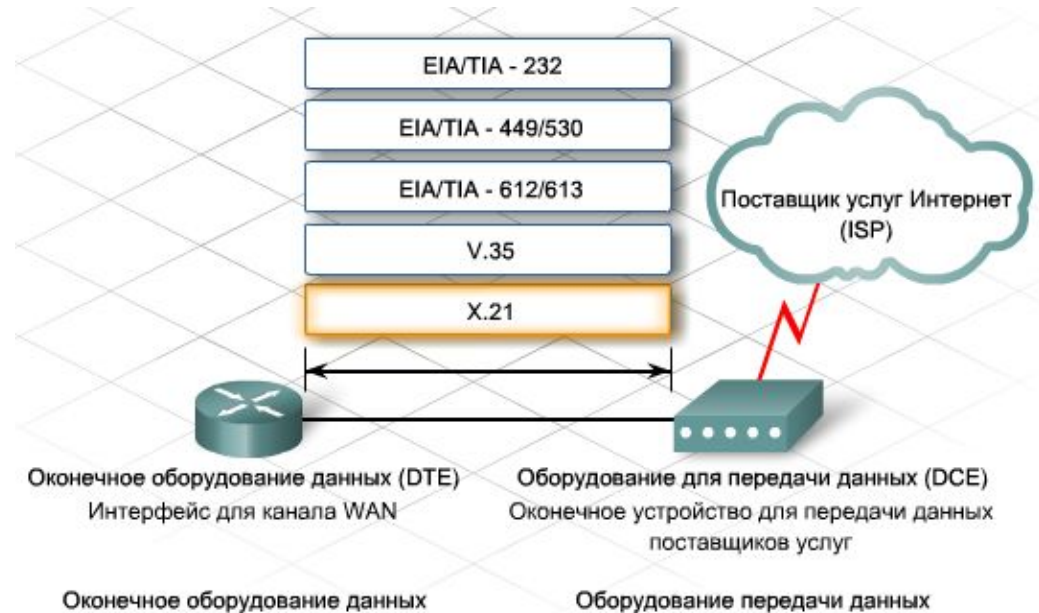 EIA/TIA - 232
EIA/TIA - 449/530
EIA/TIA - 612/613
V.35
X.21
Поставщик услуг Интернет
(ISP)
Оконечное оборудование данных (DTE)
Интерфейс для канала WAN
Оборудование для передачи данных (DCE)
Оконечное устройство для передачи данных
поставщиков услуг
Оконечное оборудование данных
Оборудование передачи данных